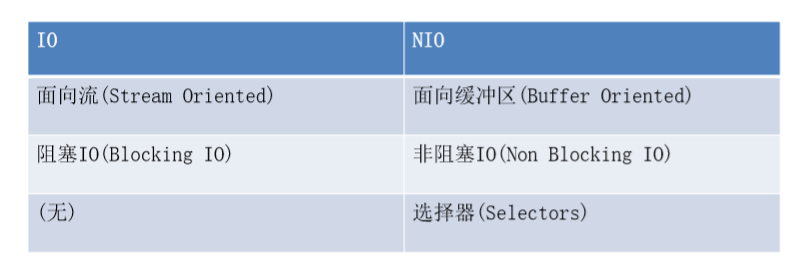 IO NIO
面向流(Stream Oriented) 面向缓冲区(Buffer Oriented)
阻塞IO(Blocking IO) 非阻塞IO(Non Blocking IO)
(无) 选择器(Selectors)